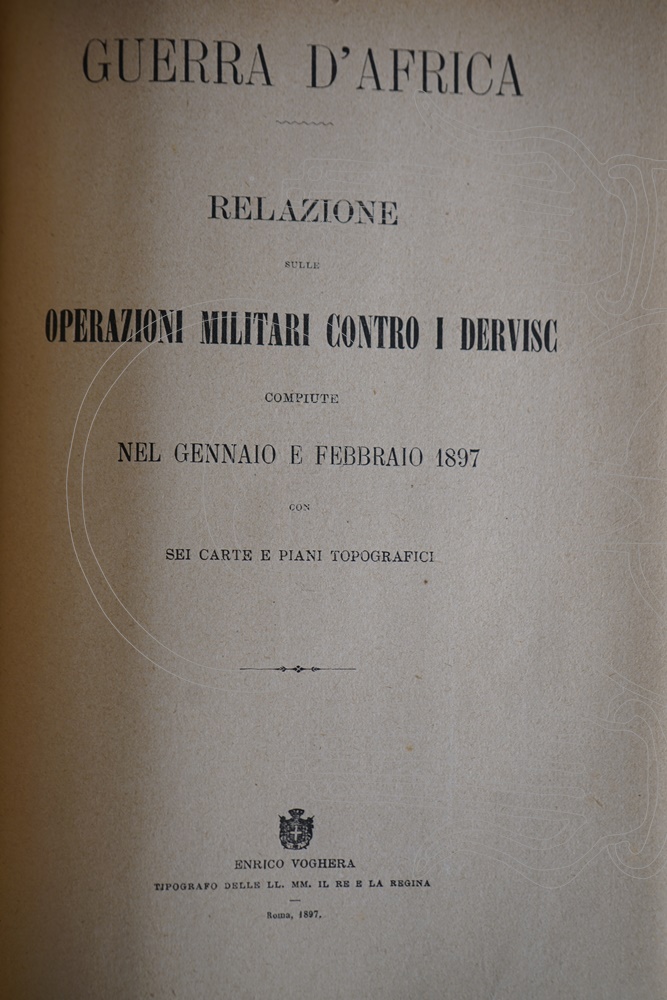 GUERRA D'AFRICA
RELAZIONE
SULLE
OPERAZIONI MILITARI CONTRO I DERVISC
COMPIUTE
NEL GENNAIO E FEBBRAIO 1897
CON
SEI CARTE E PIANI TOPOGRAFICI
ENRICO VOGHERA
TIPOGRAFO DELLE LL. MM. IL RE E LA REGINA
Roma, 1897.